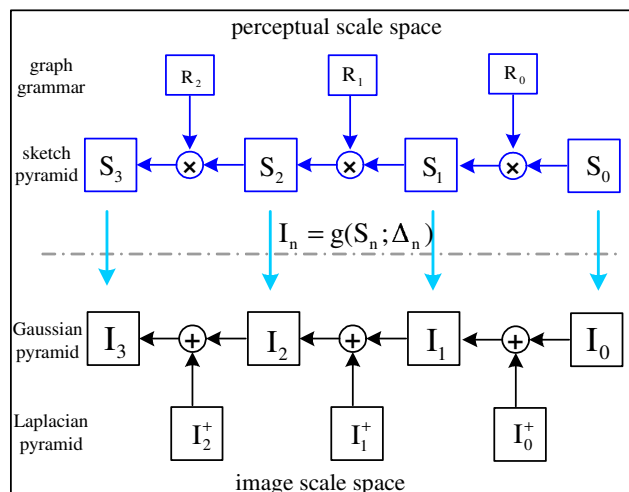 perceptual scale space
graph
grammar
R₂ R₁ R₀
sketch
pyramid
S₃ × S₂ × S₁ × S₀
Iₙ = g(Sₙ; Δₙ)
Gaussian
pyramid
I₃ + I₂ + I₁ + I₀
Laplacian
pyramid
I₂⁺ I₁⁺ I₀⁺
image scale space